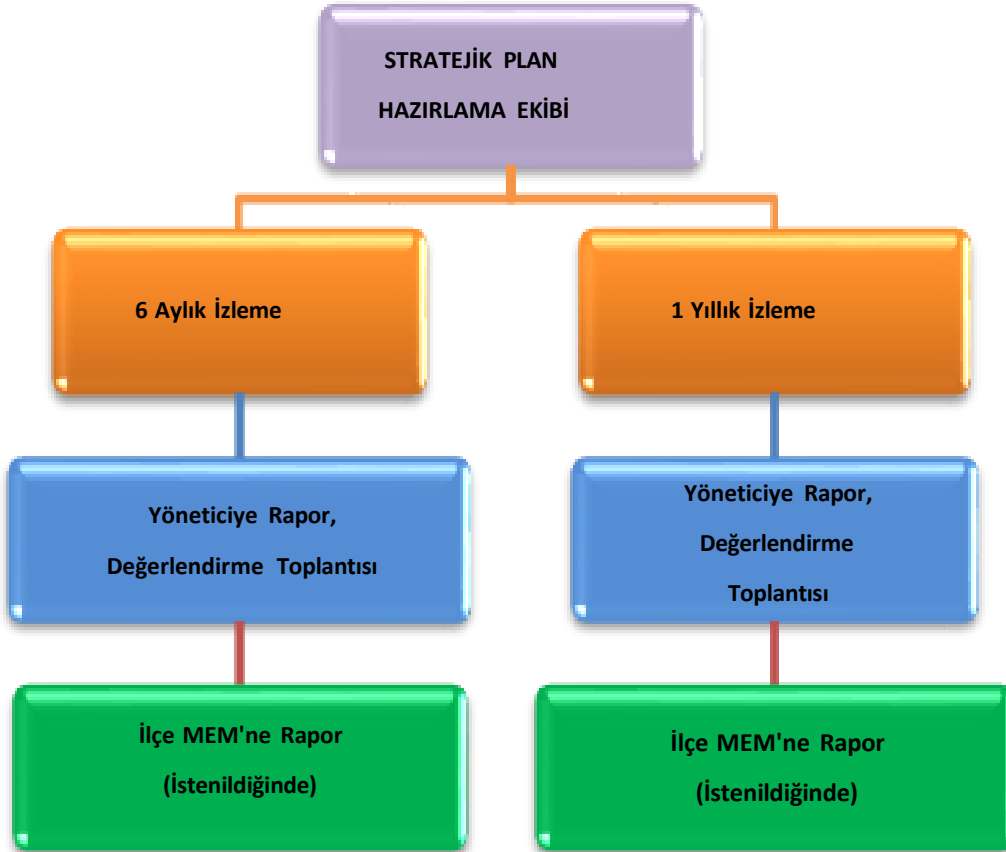 STRATEJİK PLAN
HAZIRLAMA EKİBİ
6 Aylık İzleme
1 Yıllık İzleme
Yöneticiye Rapor,
Değerlendirme Toplantısı
Yöneticiye Rapor,
Değerlendirme
Toplantısı
İlçe MEM'ne Rapor
(İstenildiğinde)
İlçe MEM'ne Rapor
(İstenildiğinde)